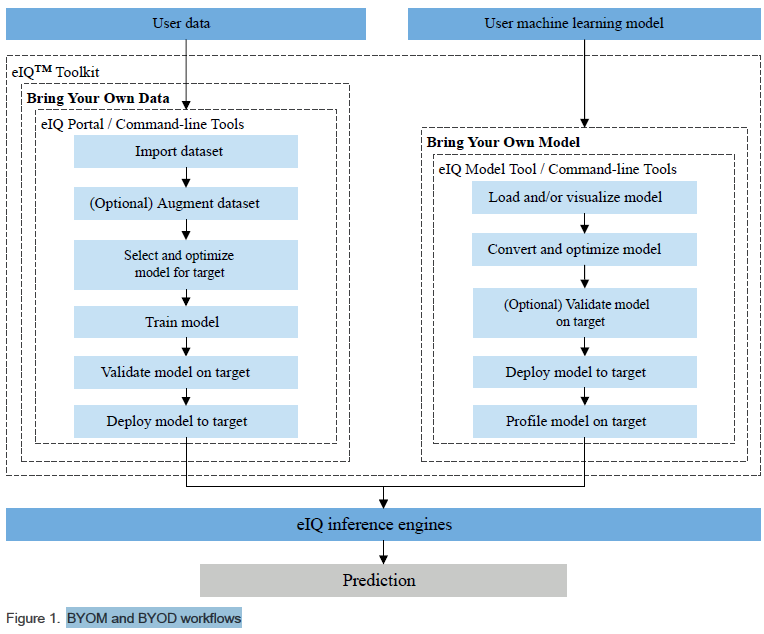 User data
User machine learning model
eIQ™ Toolkit
Bring Your Own Data
eIQ Portal / Command-line Tools
Import dataset
(Optional) Augment dataset
Select and optimize
model for target
Train model
Validate model on target
Deploy model to target
Bring Your Own Model
eIQ Model Tool / Command-line Tools
Load and/or visualize model
Convert and optimize model
(Optional) Validate model
on target
Deploy model to target
Profile model on target
eIQ inference engines
Prediction
Figure 1. BYOM and BYOD workflows